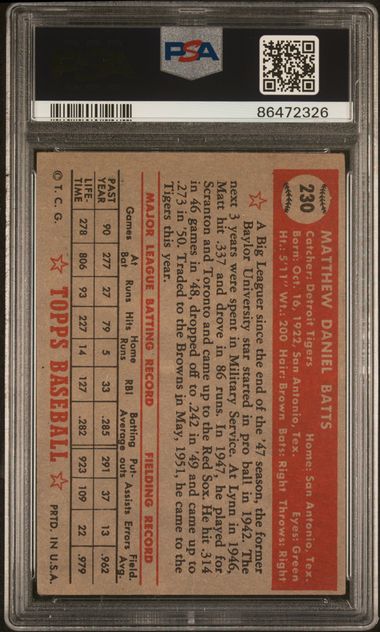 PSA
86472326
230
MATTHEW DANIEL BATTS
Catcher: Detroit Tigers Home: San Antonio, Tex.
Born: Oct. 16, 1922, San Antonio, Tex. Eyes: Green
Ht.: 5'11" Wt.: 200 Hair: Brown Bats: Right Throws: Right
A Big Leaguer since the end of the '47 season, the former
Baylor University star started in pro ball in 1942. The
next 3 years were spent in Military Service. At Lynn in 1946,
Matt hit .337 and drove in 86 runs. In 1947, he played for
Scranton and Toronto and came up to the Red Sox. He hit .314
in 46 games in '48, dropped off to .242 in '49 and came up to
.273 in '50. Traded to the Browns in May, 1951, he came to the
Tigers this year.
MAJOR LEAGUE BATTING RECORD FIELDING RECORD
Games At Bat Runs Hits Home Runs RBI Batting Average Put outs Assists Errors Field. Avg.
PAST YEAR 90 277 27 79 5 33 .285 291 37 13 .962
LIFE-TIME 278 806 93 227 14 127 .282 923 109 22 .979
© T. C. G. TOPPS BASEBALL PRTD. IN U.S.A.